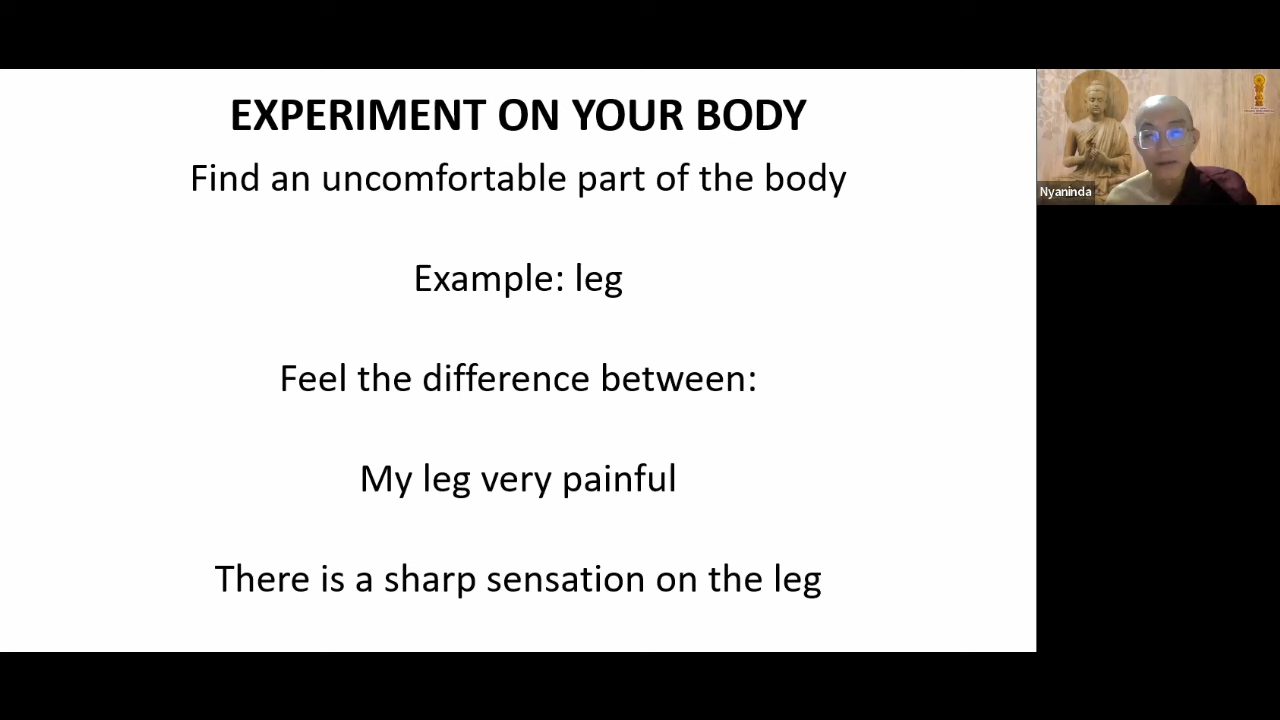 EXPERIMENT ON YOUR BODY
Find an uncomfortable part of the body
Example: leg
Feel the difference between:
My leg very painful
There is a sharp sensation on the leg
Nyaninda